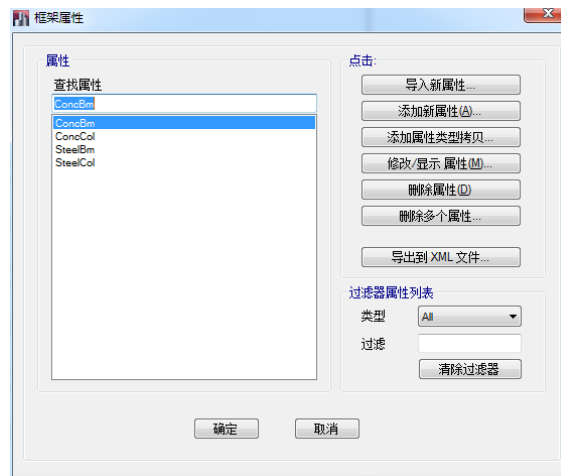 框架属性
属性
查找属性
ConcBm
ConcBm
ConcCol
SteelBm
SteelCol
点击:
导入新属性...
添加新属性(A)...
添加属性类型拷贝...
修改/显示 属性(M)...
删除属性(D)
删除多个属性...
导出到 XML 文件...
过滤器属性列表
类型
All
过滤
清除过滤器
确定
取消